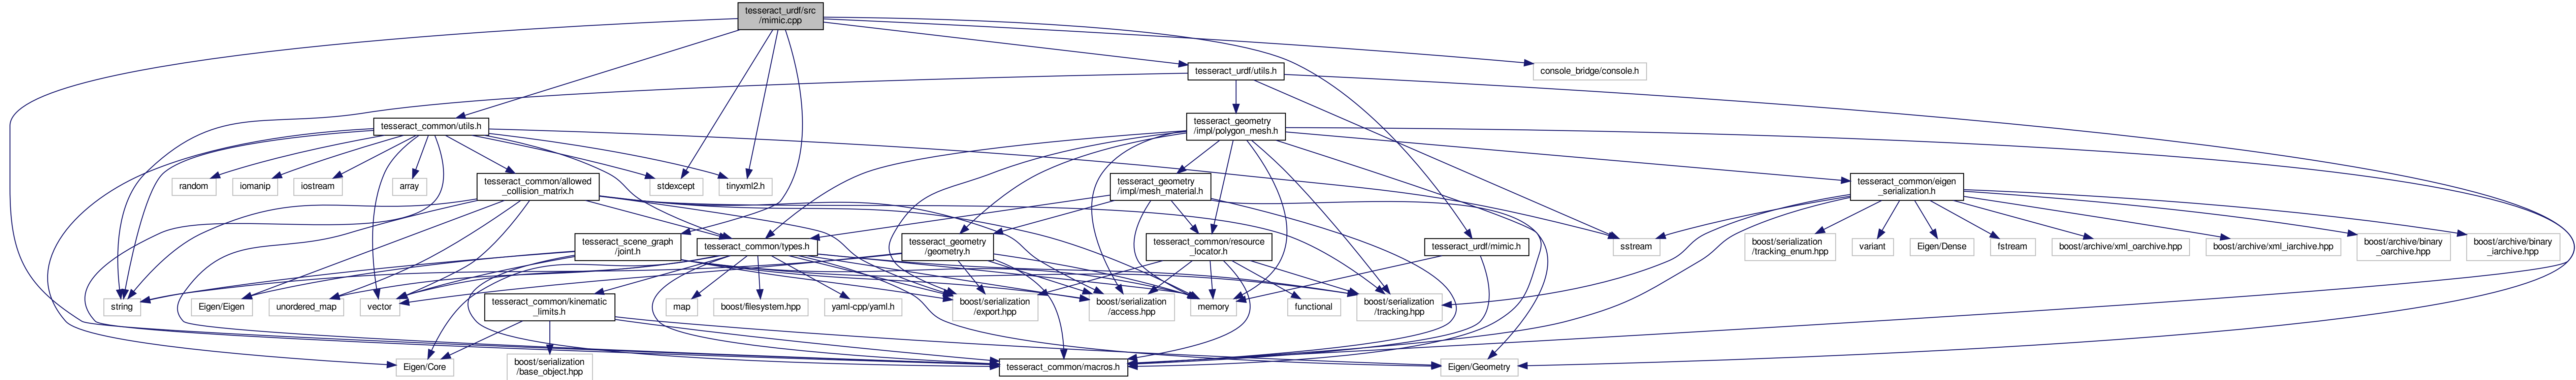 tesseract_urdf/src
/mimic.cpp
tesseract_urdf/utils.h
console_bridge/console.h
tesseract_common/utils.h
tesseract_geometry
/impl/polygon_mesh.h
random
iomanip
iostream
array
tesseract_common/allowed
_collision_matrix.h
stdexcept
tinyxml2.h
tesseract_geometry
/impl/mesh_material.h
tesseract_common/eigen
_serialization.h
tesseract_scene_graph
/joint.h
tesseract_common/types.h
tesseract_geometry
/geometry.h
tesseract_common/resource
_locator.h
tesseract_urdf/mimic.h
sstream
boost/serialization
/tracking_enum.hpp
variant
Eigen/Dense
fstream
boost/archive/xml_oarchive.hpp
boost/archive/xml_iarchive.hpp
boost/archive/binary
_oarchive.hpp
boost/archive/binary
_iarchive.hpp
string
Eigen/Eigen
unordered_map
vector
tesseract_common/kinematic
_limits.h
map
boost/filesystem.hpp
yaml-cpp/yaml.h
boost/serialization
/export.hpp
boost/serialization
/access.hpp
memory
functional
boost/serialization
/tracking.hpp
Eigen/Core
boost/serialization
/base_object.hpp
tesseract_common/macros.h
Eigen/Geometry